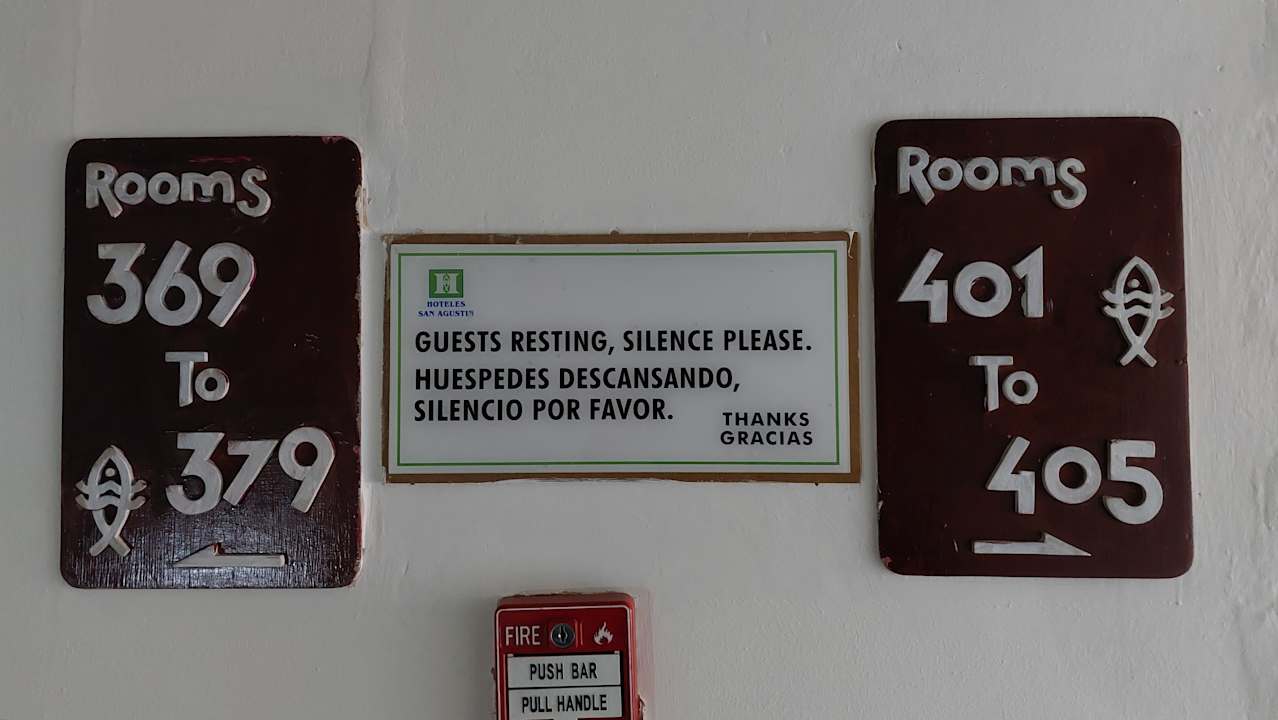 Rooms
369
To
379
HOTELES
SAN AGUSTIN
GUESTS RESTING, SILENCE PLEASE.
HUESPEDES DESCANSANDO,
SILENCIO POR FAVOR.
THANKS
GRACIAS
Rooms
401
To
405
FIRE
PUSH BAR
PULL HANDLE